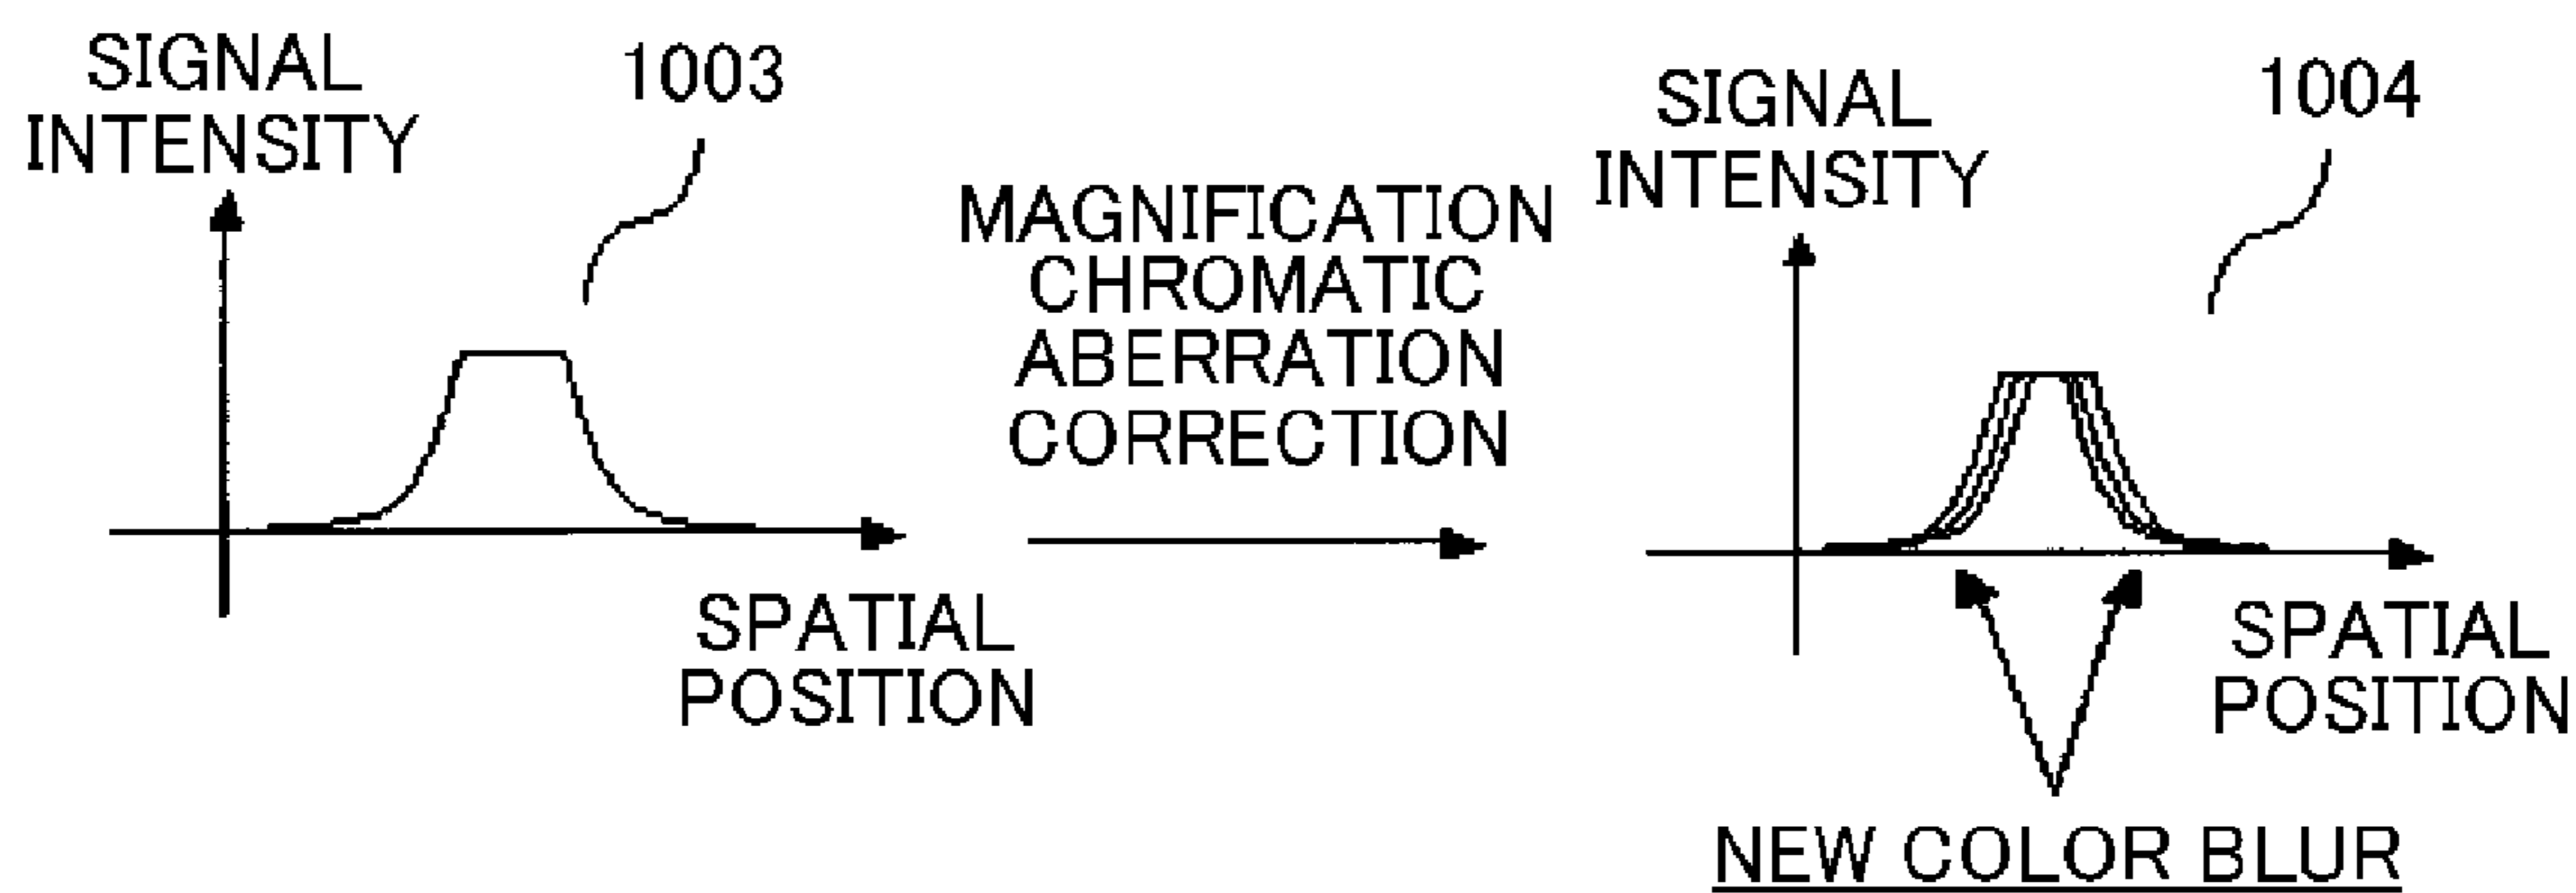 SIGNAL
INTENSITY
1003
SPATIAL
POSITION
MAGNIFICATION
CHROMATIC
ABERRATION
CORRECTION
SIGNAL
INTENSITY
1004
SPATIAL
POSITION
NEW COLOR BLUR